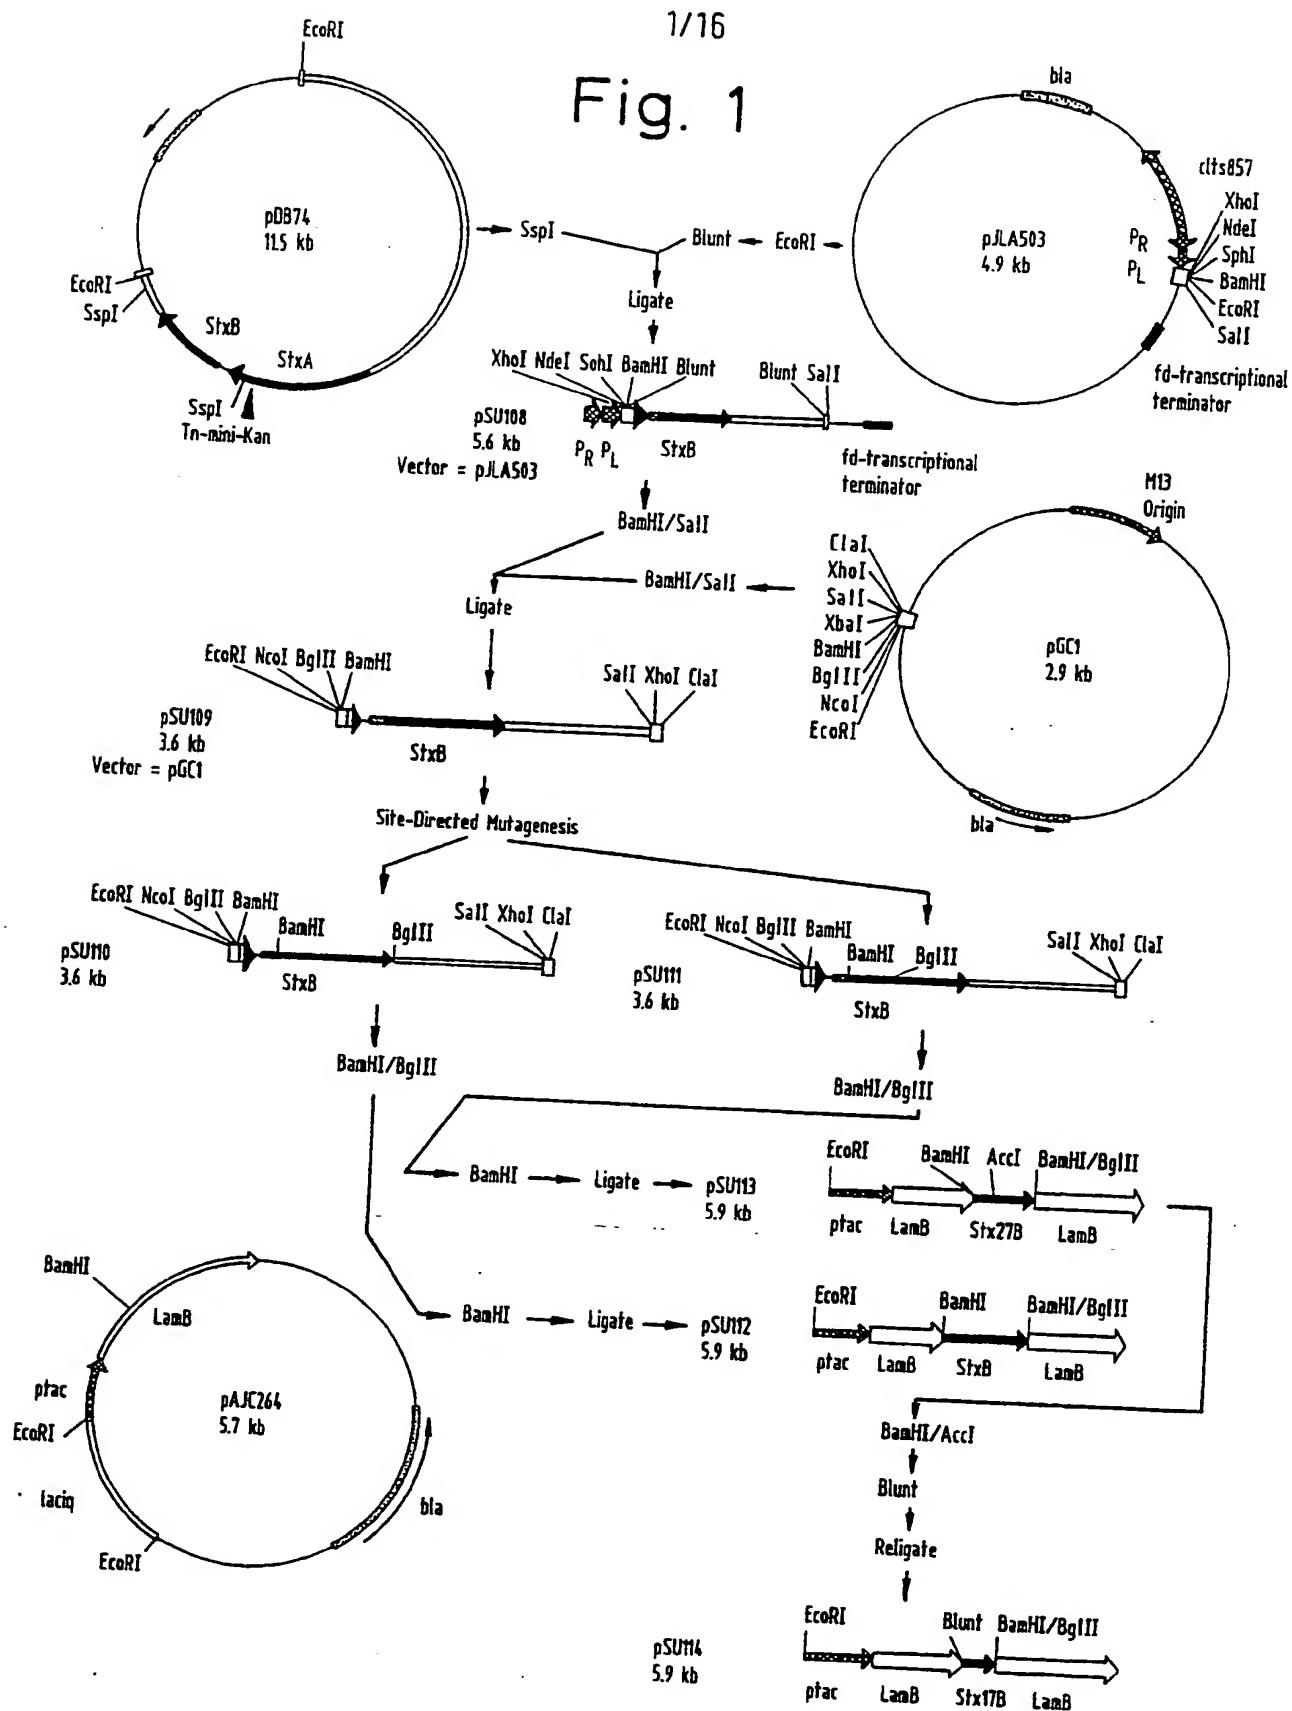 1/16
Fig. 1
EcoRI
pDB74
11.5 kb
EcoRI
SspI
StxB
StxA
SspI
Tn-mini-Kan
SspI
Blunt
EcoRI
Ligate
bla
clts857
XhoI
NdeI
SphI
BamHI
EcoRI
SalI
PR
PL
pJLA503
4.9 kb
fd-transcriptional
terminator
XhoI NdeI SohI BamHI Blunt
Blunt SalI
pSU108
5.6 kb
Vector = pJLA503
PR PL
StxB
fd-transcriptional
terminator
BamHI/SalI
BamHI/SalI
Ligate
M13
Origin
ClaI
XhoI
SalI
XbaI
BamHI
BglII
NcoI
EcoRI
pGC1
2.9 kb
bla
EcoRI NcoI BglII BamHI
SalI XhoI ClaI
pSU109
3.6 kb
Vector = pGC1
StxB
Site-Directed Mutagenesis
EcoRI NcoI BglII BamHI
BamHI
BglII
SalI XhoI ClaI
pSU110
3.6 kb
StxB
EcoRI NcoI BglII BamHI
BamHI
BglII
SalI XhoI ClaI
pSU111
3.6 kb
StxB
BamHI/BglII
BamHI/BglII
BamHI
Ligate
pSU113
5.9 kb
EcoRI
BamHI
AccI
BamHI/BglII
ptac
LamB
Stx27B
LamB
BamHI
Ligate
pSU112
5.9 kb
EcoRI
BamHI
BamHI/BglII
ptac
LamB
StxB
LamB
BamHI
LamB
ptac
EcoRI
pAJC264
5.7 kb
laciq
EcoRI
bla
BamHI/AccI
Blunt
Religate
pSU114
5.9 kb
EcoRI
Blunt
BamHI/BglII
ptac
LamB
Stx17B
LamB